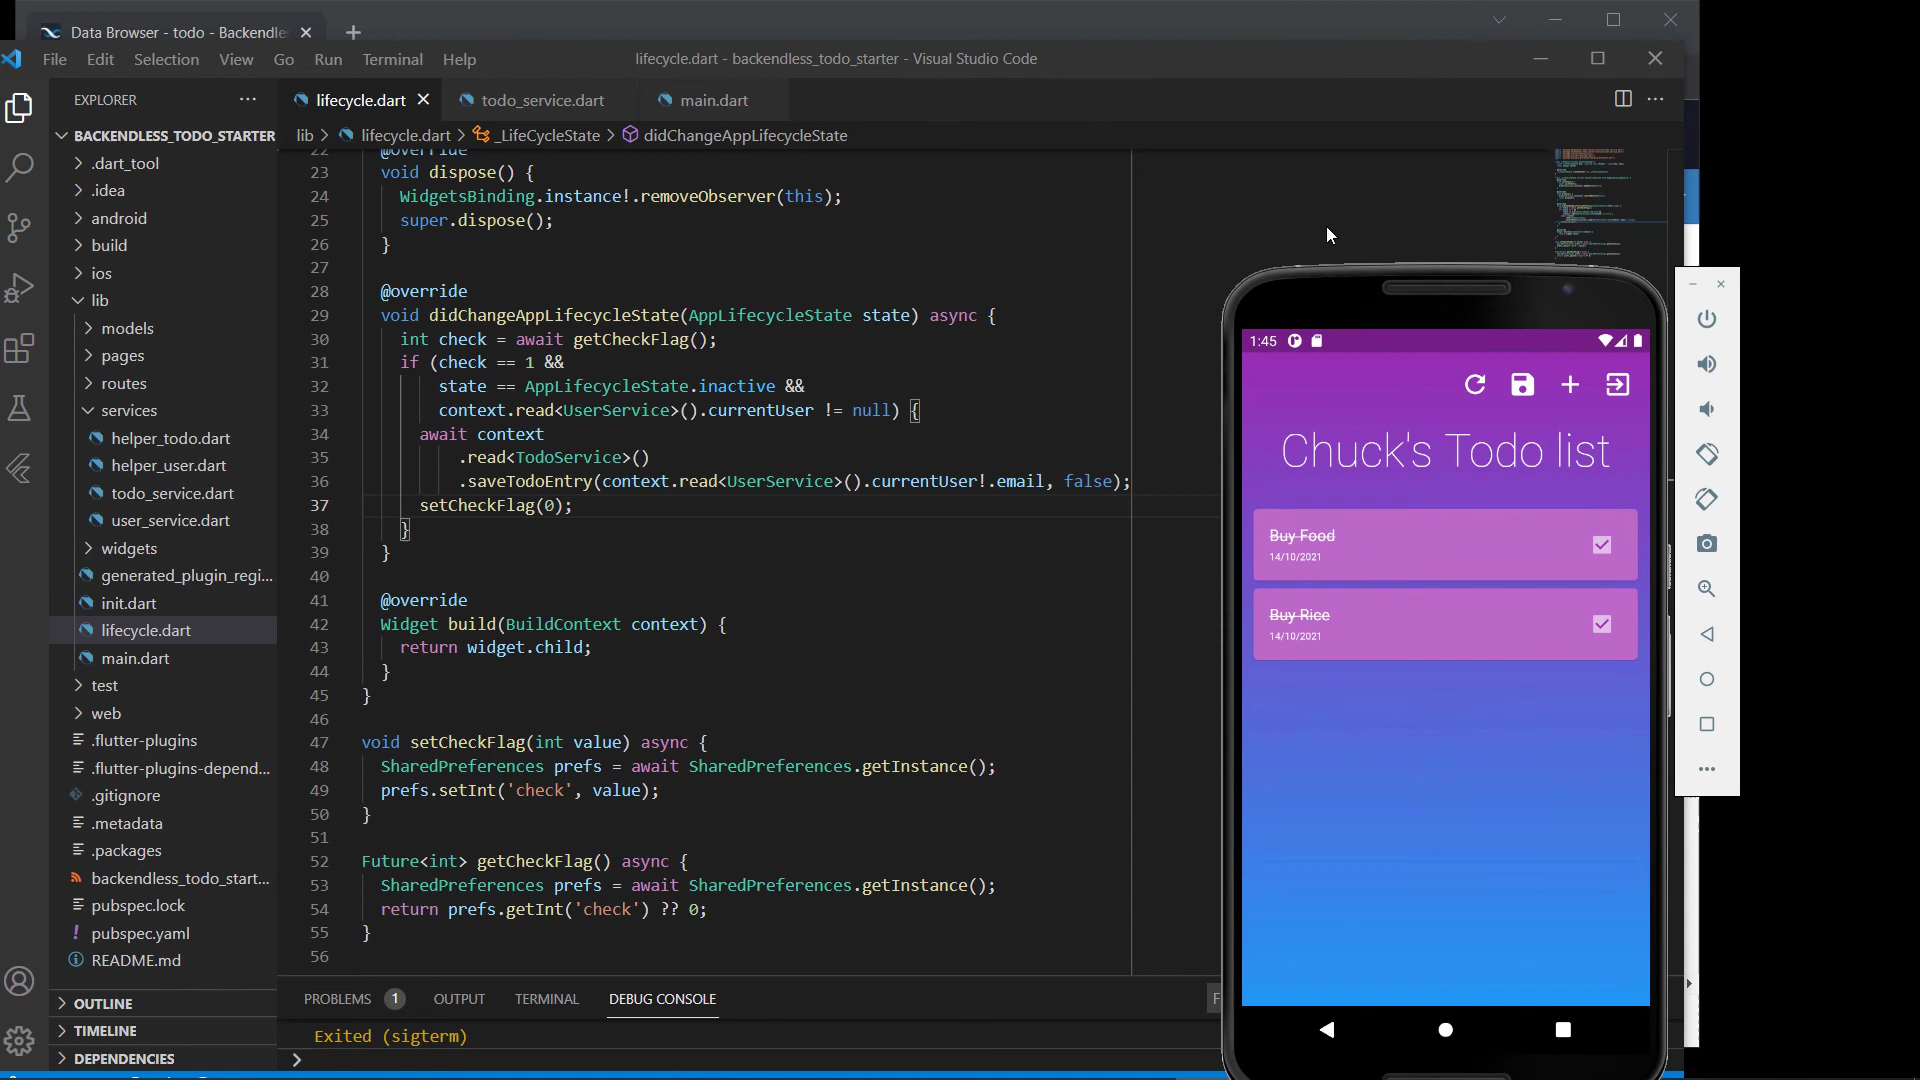 Data Browser - todo - Backendles
File Edit Selection View Go Run Terminal Help
lifecycle.dart - backendless_todo_starter - Visual Studio Code
EXPLORER
lifecycle.dart
todo_service.dart
main.dart
lib > lifecycle.dart > _LifeCycleState > didChangeAppLifecycleState
BACKENDLESS_TODO_STARTER
.dart_tool
.idea
android
build
ios
lib
models
pages
routes
services
helper_todo.dart
helper_user.dart
todo_service.dart
user_service.dart
widgets
generated_plugin_regi...
init.dart
lifecycle.dart
main.dart
test
web
.flutter-plugins
.flutter-plugins-depend...
.gitignore
.metadata
.packages
backendless_todo_start...
pubspec.lock
pubspec.yaml
README.md
OUTLINE
TIMELINE
DEPENDENCIES
22 @override
23 void dispose() {
24 WidgetsBinding.instance!.removeObserver(this);
25 super.dispose();
26 }
27
28 @override
29 void didChangeAppLifecycleState(AppLifecycleState state) async {
30 int check = await getCheckFlag();
31 if (check == 1 &&
32 state == AppLifecycleState.inactive &&
33 context.read<UserService>().currentUser != null) {
34 await context
35 .read<TodoService>()
36 .saveTodoEntry(context.read<UserService>().currentUser!.email, false);
37 setCheckFlag(0);
38 }
39 }
40
41 @override
42 Widget build(BuildContext context) {
43 return widget.child;
44 }
45 }
46
47 void setCheckFlag(int value) async {
48 SharedPreferences prefs = await SharedPreferences.getInstance();
49 prefs.setInt('check', value);
50 }
51
52 Future<int> getCheckFlag() async {
53 SharedPreferences prefs = await SharedPreferences.getInstance();
54 return prefs.getInt('check') ?? 0;
55 }
56
PROBLEMS 1 OUTPUT TERMINAL DEBUG CONSOLE
F
Exited (sigterm)
>
1:45
Chuck's Todo list
Buy Food
14/10/2021
Buy Rice
14/10/2021